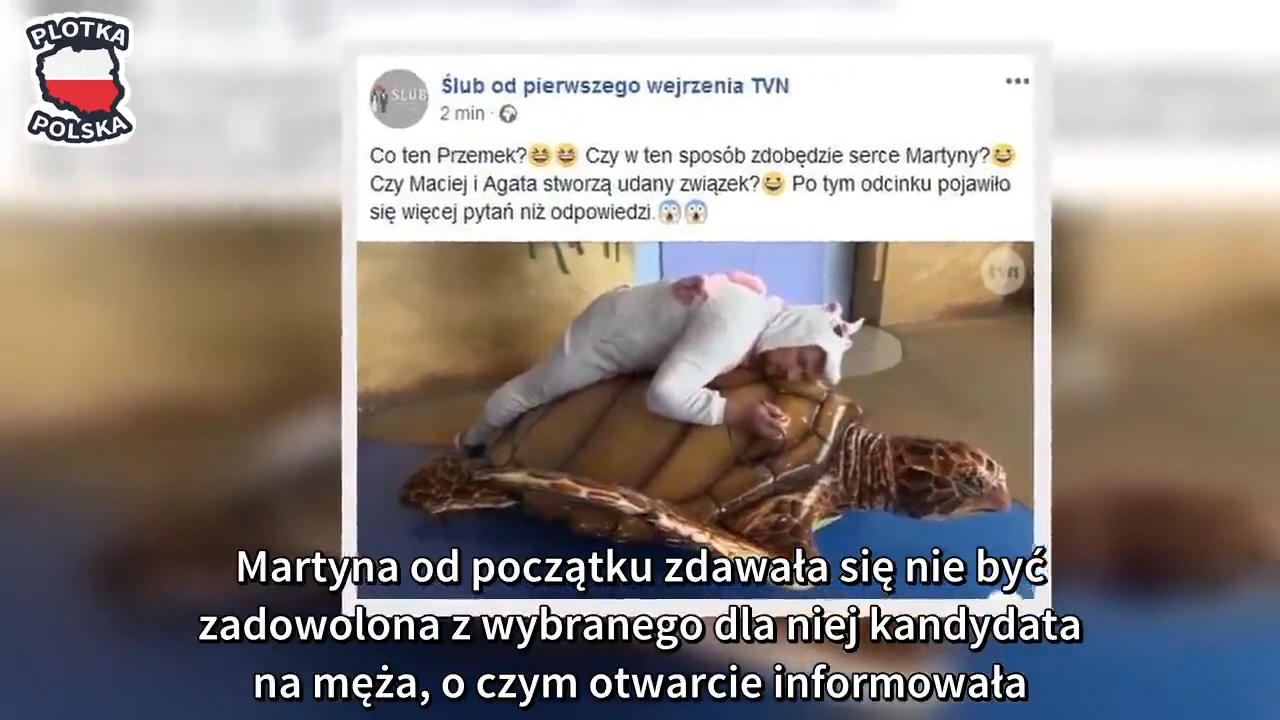 PLOTKA
POLSKA
ŚLUB
Ślub od pierwszego wejrzenia TVN
2 min ·
Co ten Przemek?😆😆 Czy w ten sposób zdobędzie serce Martyny?😃
Czy Maciej i Agata stworzą udany związek?😃 Po tym odcinku pojawiło
się więcej pytań niż odpowiedzi.😱😱
tvn
Martyna od początku zdawała się nie być
zadowolona z wybranego dla niej kandydata
na męża, o czym otwarcie informowała